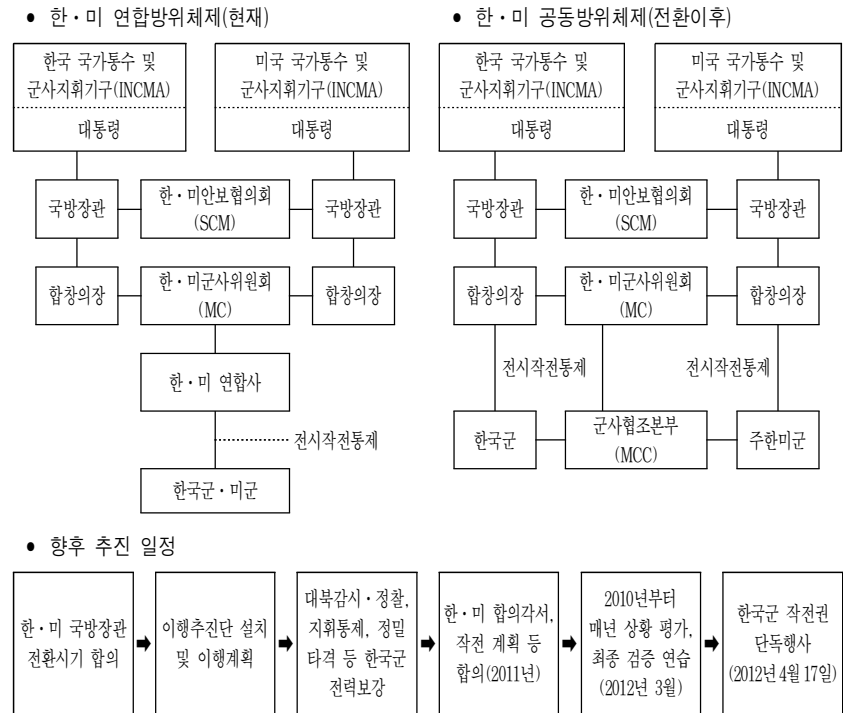 • 한・미 연합방위체제(현재)
한국 국가통수 및
군사지휘기구(INCMA)
대통령
미국 국가통수 및
군사지휘기구(INCMA)
대통령
국방장관
한・미안보협의회
(SCM)
국방장관
합창의장
한・미군사위원회
(MC)
합창의장
한・미 연합사
전시작전통제
한국군・미군
• 한・미 공동방위체제(전환이후)
한국 국가통수 및
군사지휘기구(INCMA)
대통령
미국 국가통수 및
군사지휘기구(INCMA)
대통령
국방장관
한・미안보협의회
(SCM)
국방장관
합창의장
한・미군사위원회
(MC)
합창의장
전시작전통제
전시작전통제
한국군
군사협조본부
(MCC)
주한미군
• 향후 추진 일정
한・미 국방장관
전환시기 합의
➡
이행추진단 설치
및 이행계획
➡
대북감시・정찰,
지휘통제, 정밀
타격 등 한국군
전력보강
➡
한・미 합의각서,
작전 계획 등
합의(2011년)
➡
2010년부터
매년 상황 평가,
최종 검증 연습
(2012년 3월)
➡
한국군 작전권
단독행사
(2012년 4월 17일)